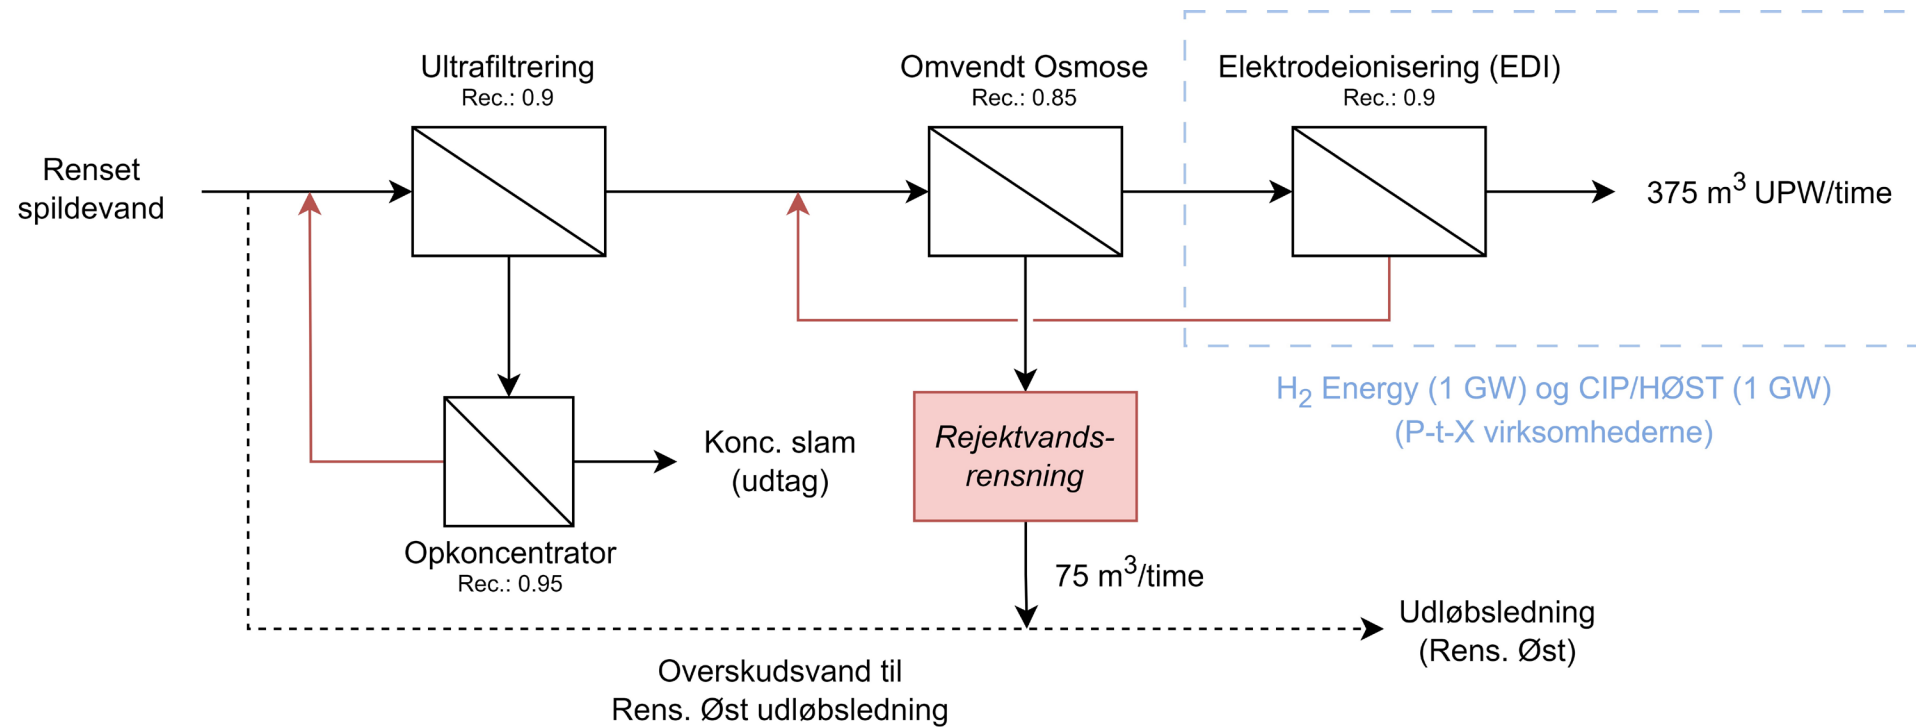 Ultrafiltrering
Rec.: 0.9
Omvendt Osmose
Rec.: 0.85
Elektrodeionisering (EDI)
Rec.: 0.9
Renset
spildevand
375 m³ UPW/time
H₂ Energy (1 GW) og CIP/HØST (1 GW)
(P-t-X virksomhederne)
Konc. slam
(udtag)
Rejektvands-
rensning
Opkoncentrator
Rec.: 0.95
75 m³/time
Udløbsledning
(Rens. Øst)
Overskudsvand til
Rens. Øst udløbsledning